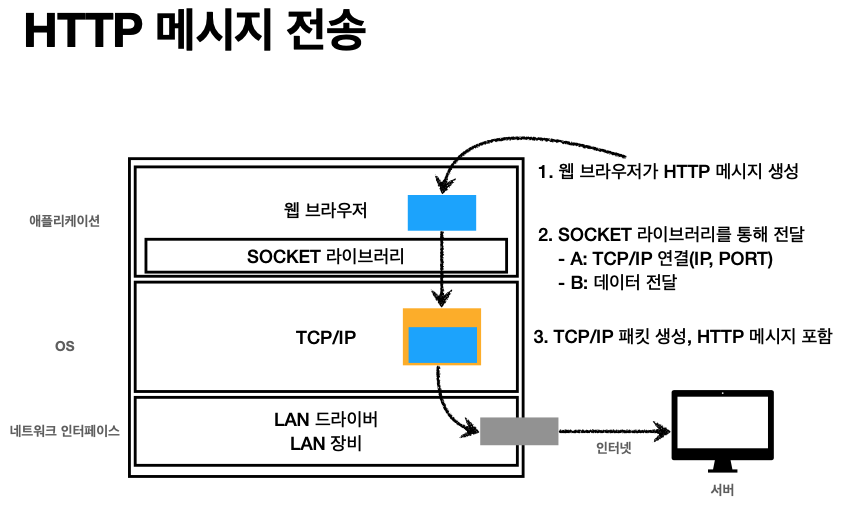 HTTP 메시지 전송
1. 웹 브라우저가 HTTP 메시지 생성
애플리케이션
웹 브라우저
SOCKET 라이브러리
2. SOCKET 라이브러리를 통해 전달
- A: TCP/IP 연결(IP, PORT)
- B: 데이터 전달
OS
TCP/IP
3. TCP/IP 패킷 생성, HTTP 메시지 포함
네트워크 인터페이스
LAN 드라이버
LAN 장비
인터넷
서버